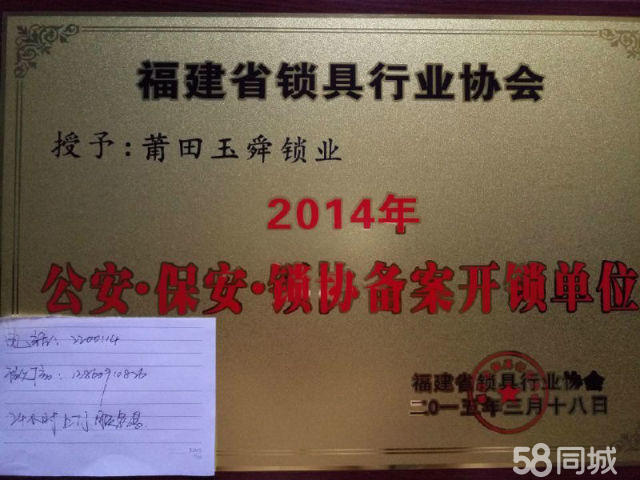 福建省锁具行业协会
授予：莆田玉舜锁业
2014年
公安·保安·锁协备案开锁单位
电话：2200114
福建省锁具行业协会
二〇一五年三月十八日
24小时上门服务
58同城